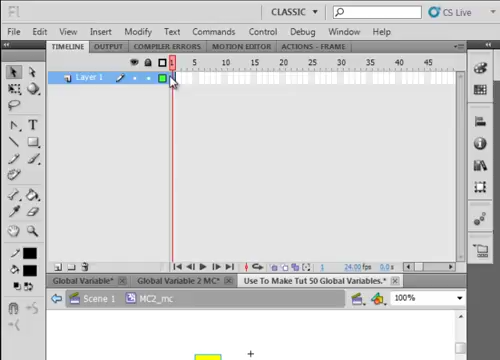 Fl CLASSIC CS Live
File Edit View Insert Modify Text Commands Control Debug Window Help
TIMELINE OUTPUT COMPILER ERRORS MOTION EDITOR ACTIONS - FRAME
1 5 10 15 20 25 30 35 40 45
Layer 1
1 24.00 fps 0.0 s
Global Variable* Global Variable 2 MC* Use To Make Tut 50 Global Variables.*
Scene 1 MC2_mc 100%